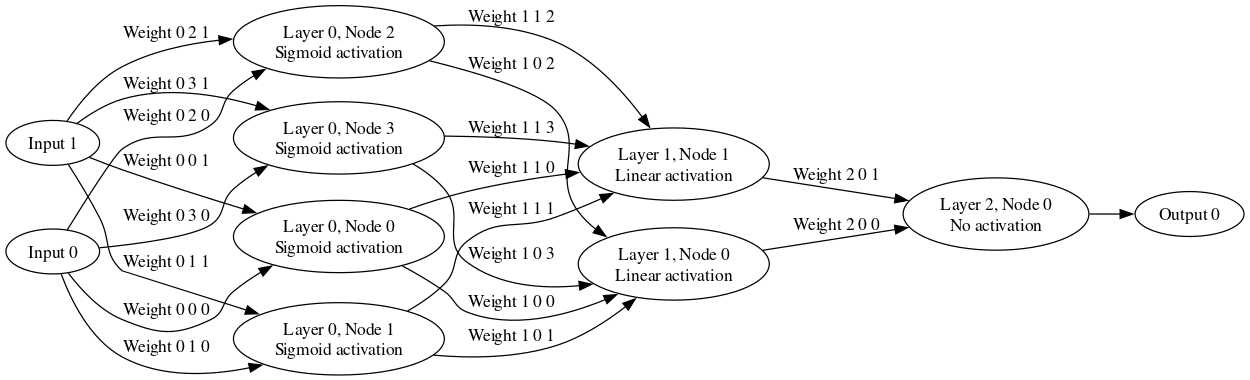 Input 1
Input 0
Weight 0 2 1
Weight 0 3 1
Weight 0 2 0
Weight 0 0 1
Weight 0 3 0
Weight 0 1 1
Weight 0 0 0
Weight 0 1 0
Layer 0, Node 2
Sigmoid activation
Layer 0, Node 3
Sigmoid activation
Layer 0, Node 0
Sigmoid activation
Layer 0, Node 1
Sigmoid activation
Weight 1 1 2
Weight 1 0 2
Weight 1 1 3
Weight 1 1 0
Weight 1 1 1
Weight 1 0 3
Weight 1 0 0
Weight 1 0 1
Layer 1, Node 1
Linear activation
Layer 1, Node 0
Linear activation
Weight 2 0 1
Weight 2 0 0
Layer 2, Node 0
No activation
Output 0